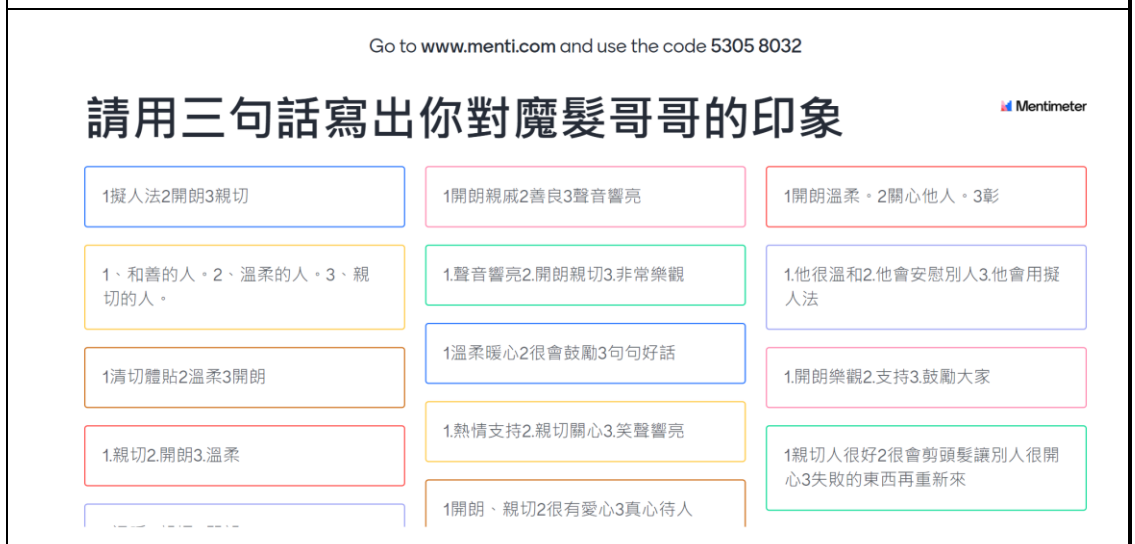 Go to www.menti.com and use the code 5305 8032
請用三句話寫出你對魔髮哥哥的印象
Mentimeter
1擬人法2開朗3親切
1、和善的人。2、溫柔的人。3、親
切的人。
1清切體貼2溫柔3開朗
1.親切2.開朗3.溫柔
1開朗親戚2善良3聲音響亮
1.聲音響亮2.開朗親切3.非常樂觀
1溫柔暖心2很會鼓勵3句句好話
1.熱情支持2.親切關心3.笑聲響亮
1開朗、親切2很有愛心3真心待人
1開朗溫柔。2關心他人。3彰
1.他很溫和2.他會安慰別人3.他會用擬
人法
1.開朗樂觀2.支持3.鼓勵大家
1親切人很好2很會剪頭髮讓別人很開
心3失敗的東西再重新來